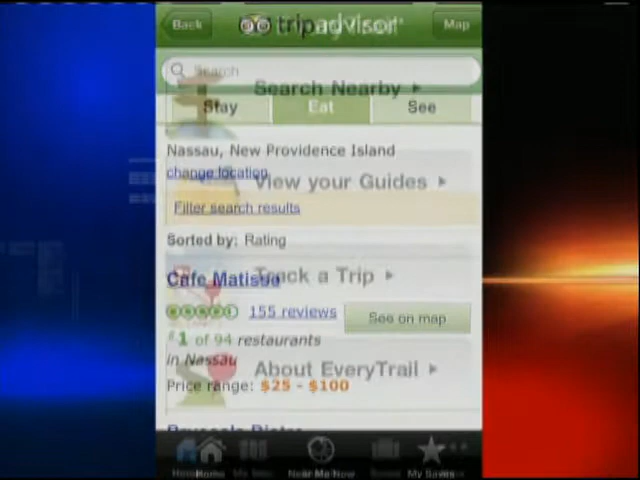 Back tripadvisor Map
Search
Search Nearby
Stay Eat See
Nassau, New Providence Island
change location
View your Guides
Filter search results
Sorted by: Rating
Track a Trip
Cafe Matisse
155 reviews
See on map
#1 of 94 restaurants
in Nassau
About EveryTrail
Price range: $25 - $100
Home Near Me Now My Saves